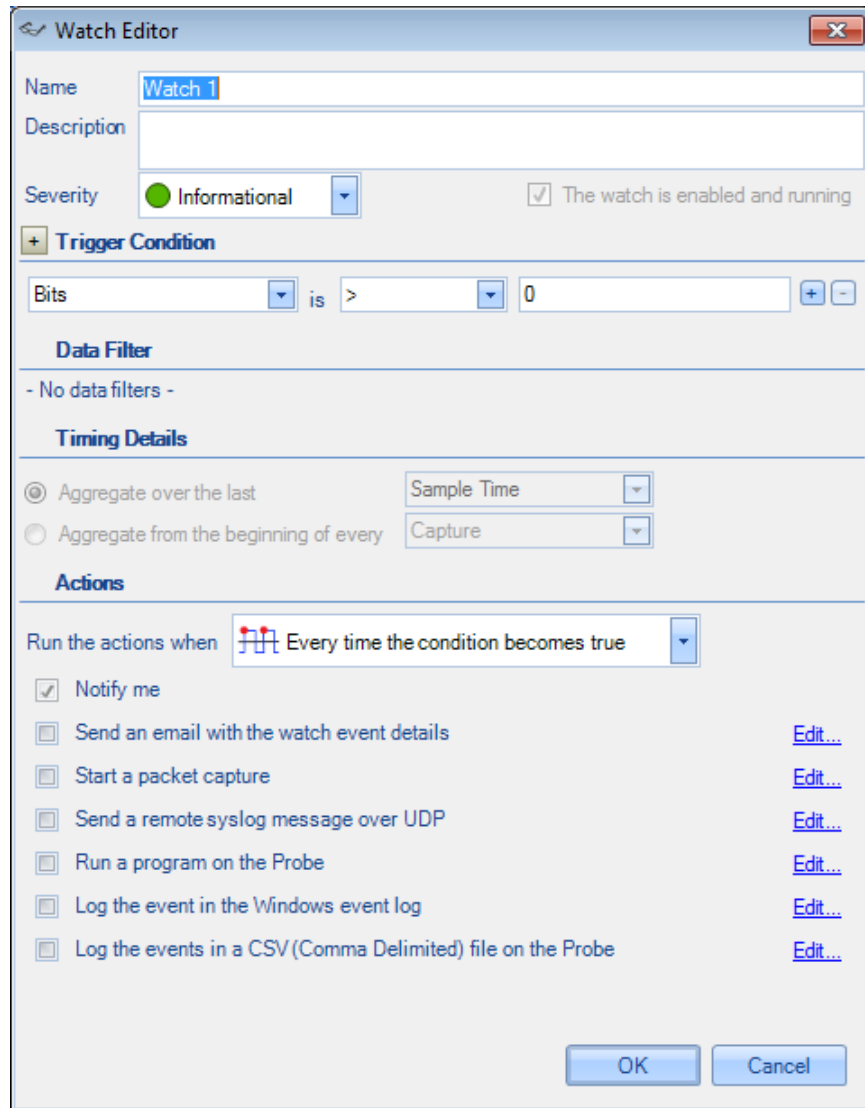 Watch Editor
Name Watch 1
Description
Severity Informational The watch is enabled and running
+ Trigger Condition
Bits is > 0 + -
Data Filter
- No data filters -
Timing Details
Aggregate over the last Sample Time
Aggregate from the beginning of every Capture
Actions
Run the actions when Every time the condition becomes true
Notify me
Send an email with the watch event details Edit...
Start a packet capture Edit...
Send a remote syslog message over UDP Edit...
Run a program on the Probe Edit...
Log the event in the Windows event log Edit...
Log the events in a CSV (Comma Delimited) file on the Probe Edit...
OK Cancel